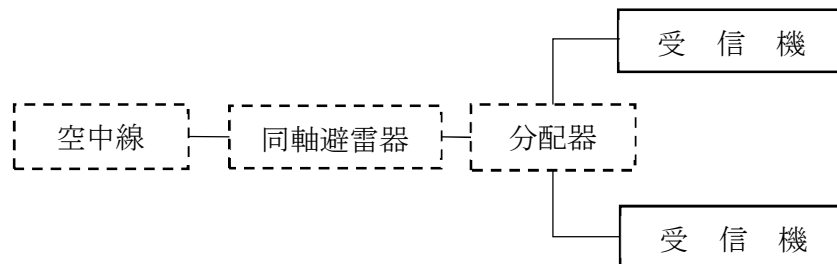 受 信 機
空中線
同軸避雷器
分配器
受 信 機